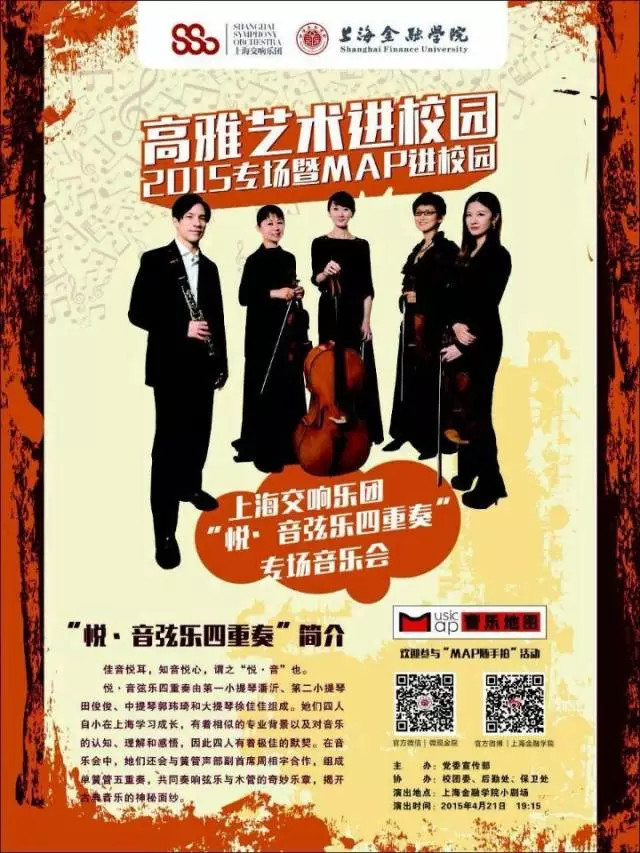 SHANGHAI
SYMPHONY
ORCHESTRA
上海交响乐团
上海金融学院
Shanghai Finance University
高雅艺术进校园
2015专场暨MAP进校园
上海交响乐团
“悦·音弦乐四重奏”
专场音乐会
“悦·音弦乐四重奏”简介
佳音悦耳，知音悦心，谓之“悦·音”也。
悦·音弦乐四重奏由第一小提琴潘沂、第二小提琴
田俊俊、中提琴郭玮琦和大提琴徐佳佳组成。她们四人
自小在上海学习成长，有着相似的专业背景以及对音乐
的认知、理解和感悟，因此四人有着极佳的默契。在音
乐会中，她们还会与簧管声部副首席周相宇合作，组成
单簧管五重奏，共同奏响弦乐与木管的奇妙乐章，揭开
古典音乐的神秘面纱。
Music Map 音乐地图
欢迎参与“MAP随手拍”活动
官方微信｜微观金院
官方微博｜上海金融学院
主 办：党委宣传部
协 办：校团委、后勤处、保卫处
演出地点：上海金融学院小剧场
演出时间：2015年4月21日 19:15